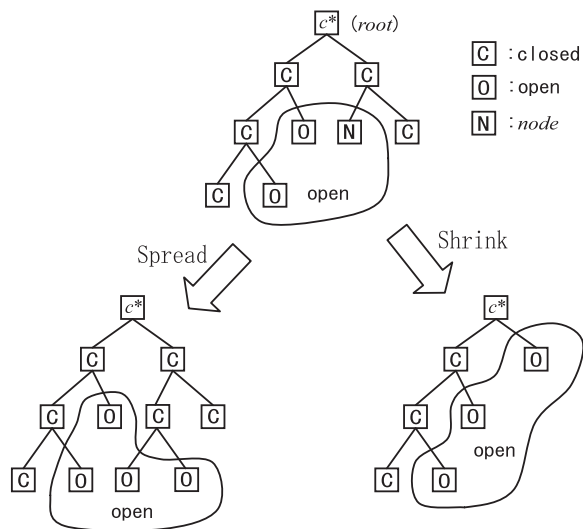 c* (root)
C :closed
O :open
N :node
C C
C O N C
C O open
Spread
Shrink
c*
c*
C C
C O
C O C C
C O
C O O O
C O open
open